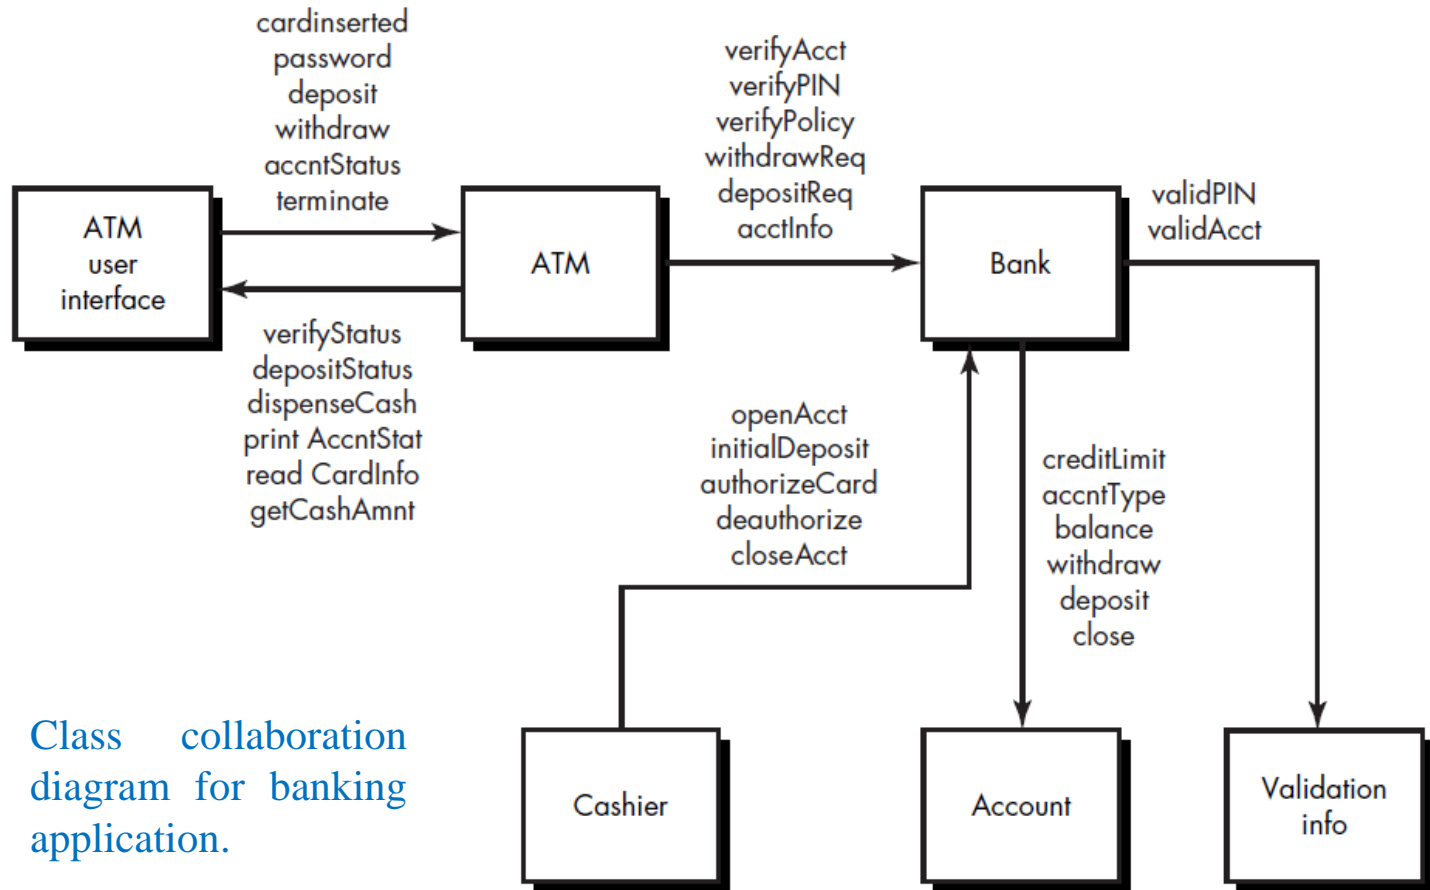 cardinserted
password
deposit
withdraw
accntStatus
terminate
verifyAcct
verifyPIN
verifyPolicy
withdrawReq
depositReq
acctInfo
validPIN
validAcct
ATM
user
interface
ATM
Bank
verifyStatus
depositStatus
dispenseCash
print AccntStat
read CardInfo
getCashAmnt
openAcct
initialDeposit
authorizeCard
deauthorize
closeAcct
creditLimit
accntType
balance
withdraw
deposit
close
Class collaboration
diagram for banking
application.
Cashier
Account
Validation
info